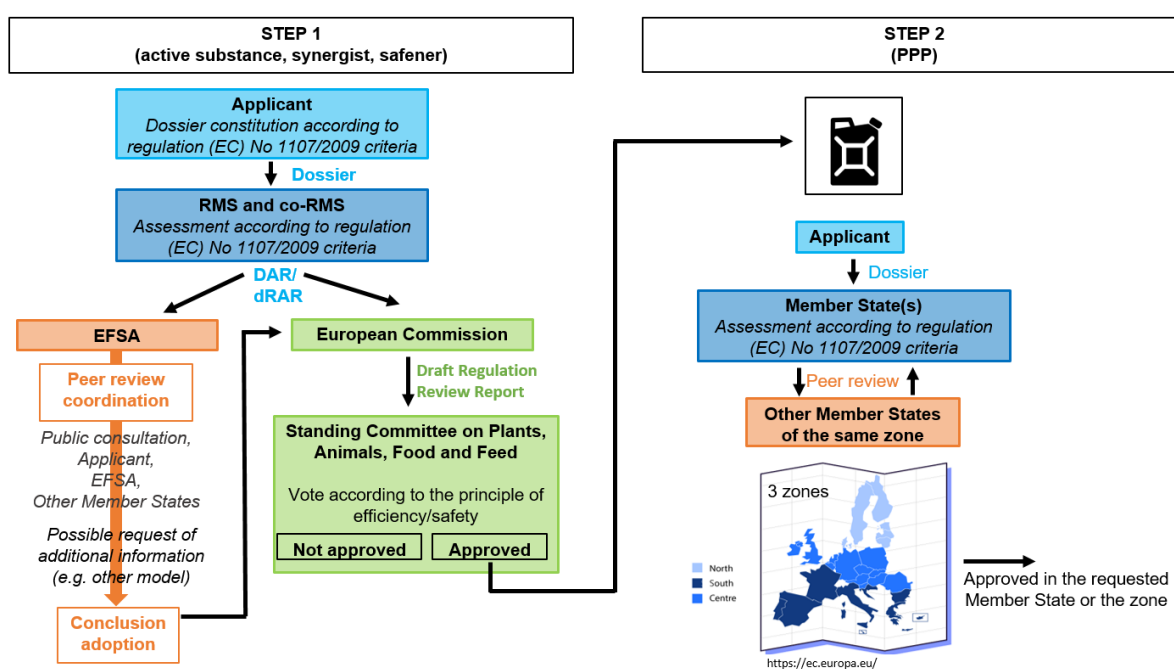 STEP 1
(active substance, synergist, safener)
Applicant
Dossier constitution according to
regulation (EC) No 1107/2009 criteria
Dossier
RMS and co-RMS
Assessment according to regulation
(EC) No 1107/2009 criteria
DAR/
dRAR
EFSA
Peer review
coordination
Public consultation,
Applicant,
EFSA,
Other Member States
Possible request of
additional information
(e.g. other model)
Conclusion
adoption
European Commission
Draft Regulation
Review Report
Standing Committee on Plants,
Animals, Food and Feed
Vote according to the principle of
efficiency/safety
Not approved
Approved
STEP 2
(PPP)
Applicant
Dossier
Member State(s)
Assessment according to regulation
(EC) No 1107/2009 criteria
Peer review
Other Member States
of the same zone
3 zones
North
South
Centre
https://ec.europa.eu/
Approved in the requested
Member State or the zone